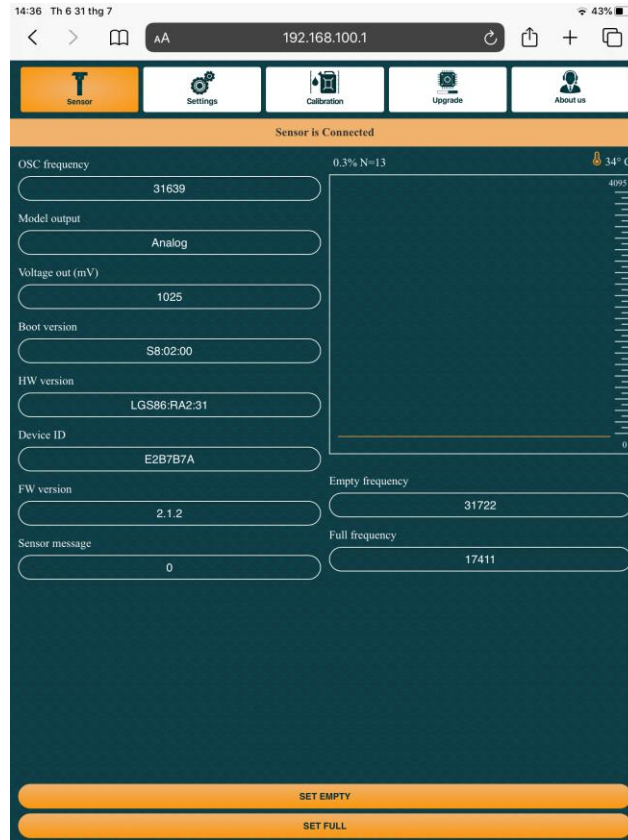 14:36 Th 6 31 thg 7
43%
AA 192.168.100.1
Sensor
Settings
Calibration
Upgrade
About us
Sensor is Connected
OSC frequency
31639
Model output
Analog
Voltage out (mV)
1025
Boot version
S8:02:00
HW version
LGS86:RA2:31
Device ID
E2B7B7A
FW version
2.1.2
Sensor message
0
0.3% N=13
34° C
4095
0
Empty frequency
31722
Full frequency
17411
SET EMPTY
SET FULL